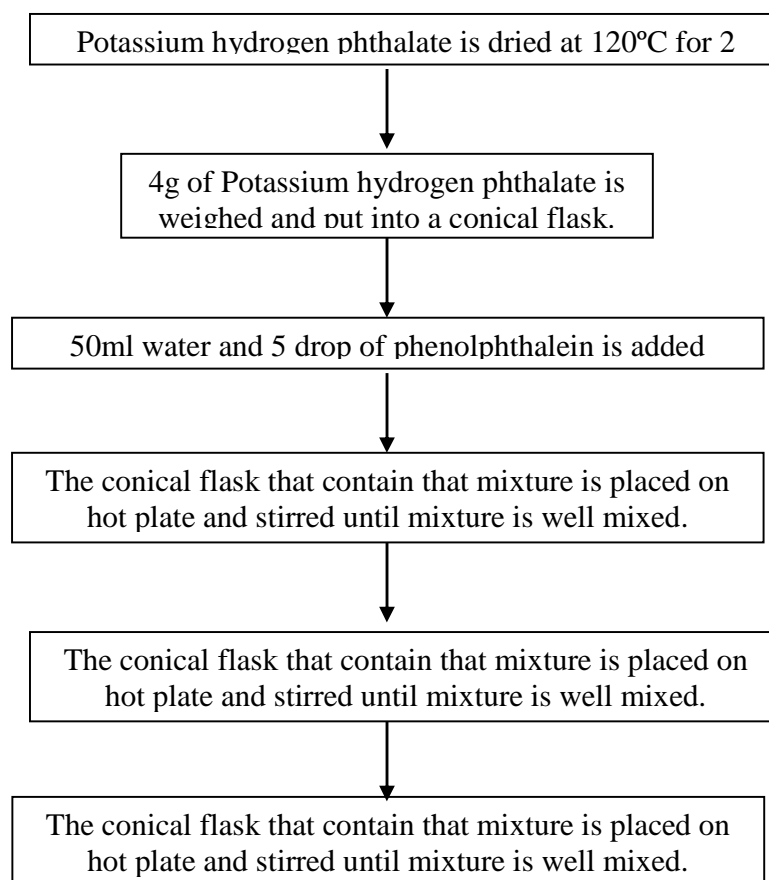 Potassium hydrogen phthalate is dried at 120ºC for 2
4g of Potassium hydrogen phthalate is
weighed and put into a conical flask.
50ml water and 5 drop of phenolphthalein is added
The conical flask that contain that mixture is placed on
hot plate and stirred until mixture is well mixed.
The conical flask that contain that mixture is placed on
hot plate and stirred until mixture is well mixed.
The conical flask that contain that mixture is placed on
hot plate and stirred until mixture is well mixed.